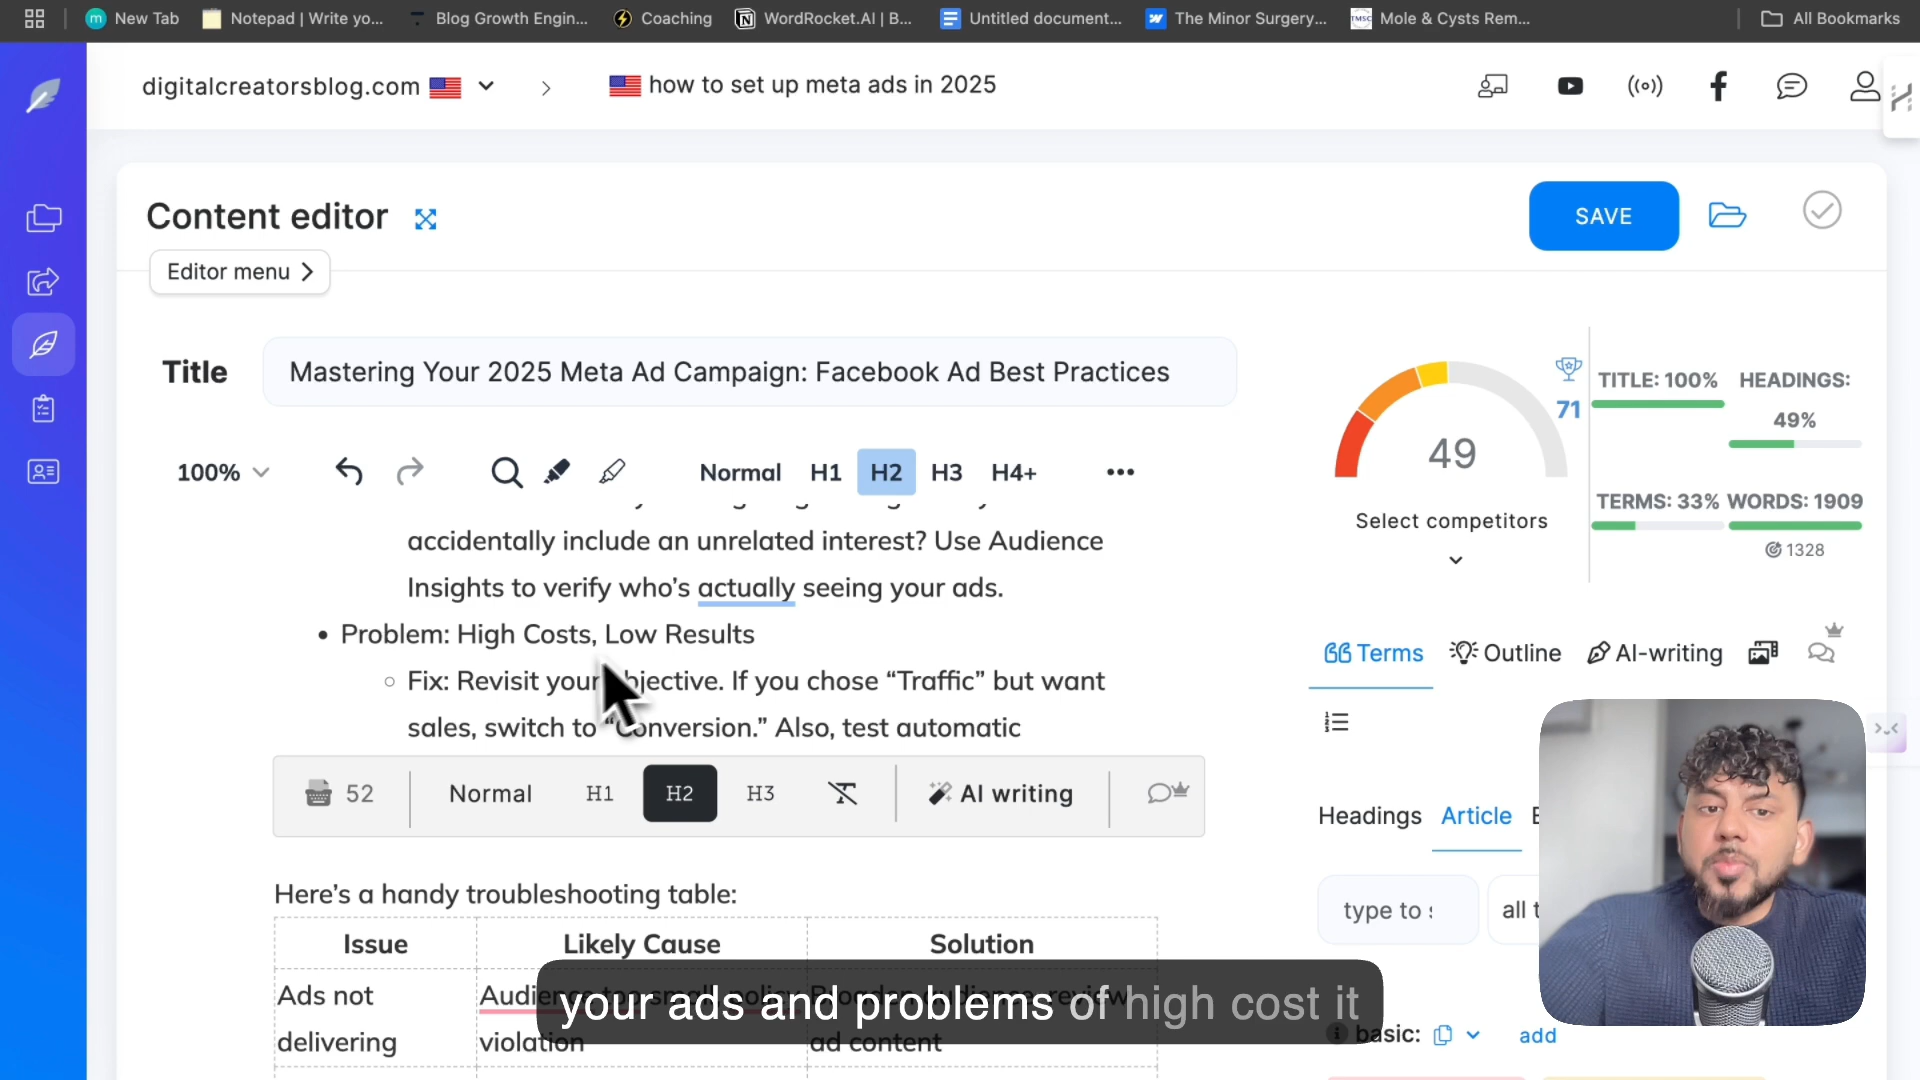 New Tab
Notepad | Write yo...
Blog Growth Engin...
Coaching
WordRocket.AI | B...
Untitled document...
The Minor Surgery...
TMSC
Mole & Cysts Rem...
All Bookmarks
digitalcreatorsblog.com
how to set up meta ads in 2025
Content editor
SAVE
Editor menu
Title
Mastering Your 2025 Meta Ad Campaign: Facebook Ad Best Practices
71
TITLE: 100%
HEADINGS:
49%
49
100%
Normal H1 H2 H3 H4+
TERMS: 33%
WORDS: 1909
1328
Select competitors
accidentally include an unrelated interest? Use Audience
Insights to verify who's actually seeing your ads.
• Problem: High Costs, Low Results
Fix: Revisit your objective. If you chose “Traffic” but want
sales, switch to “Conversion.” Also, test automatic
Terms
Outline
AI-writing
52
Normal H1 H2 H3
AI writing
Headings
Article
Here's a handy troubleshooting table:
type to
all
Issue
Likely Cause
Solution
Ads not
delivering
violation
ad content
your ads and problems of high cost it
basic:
add